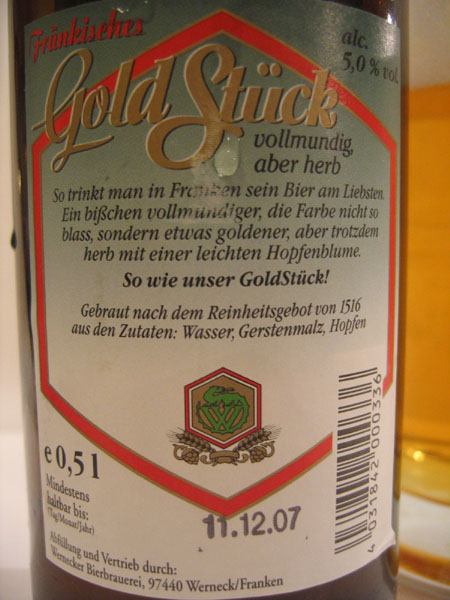 Fränkisches
Gold Stück
alc.
5,0 % vol.
vollmundig,
aber herb
So trinkt man in Franken sein Bier am Liebsten.
Ein bißchen vollmundiger, die Farbe nicht so
blass, sondern etwas goldener, aber trotzdem
herb mit einer leichten Hopfenblume.
So wie unser GoldStück!
Gebraut nach dem Reinheitsgebot von 1516
aus den Zutaten: Wasser, Gerstenmalz, Hopfen
W
e 0,5 l
Mindestens
haltbar bis:
(Tag/Monat/Jahr)
11.12.07
Abfüllung und Vertrieb durch:
Wernecker Bierbrauerei, 97440 Werneck/Franken
4 031842 000336